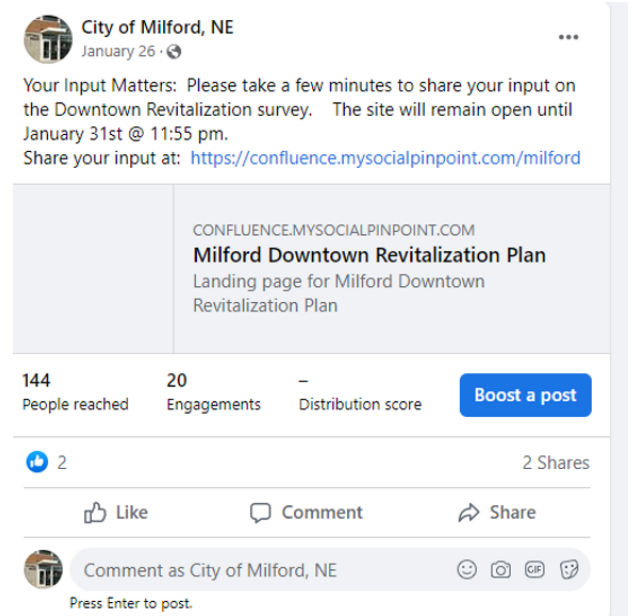 City of Milford, NE
January 26 ·
Your Input Matters: Please take a few minutes to share your input on
the Downtown Revitalization survey. The site will remain open until
January 31st @ 11:55 pm.
Share your input at: https://confluence.mysocialpinpoint.com/milford
CONFLUENCE.MYSOCIALPINPOINT.COM
Milford Downtown Revitalization Plan
Landing page for Milford Downtown
Revitalization Plan
144 20 –
People reached Engagements Distribution score Boost a post
2 2 Shares
Like Comment Share
Comment as City of Milford, NE GIF
Press Enter to post.